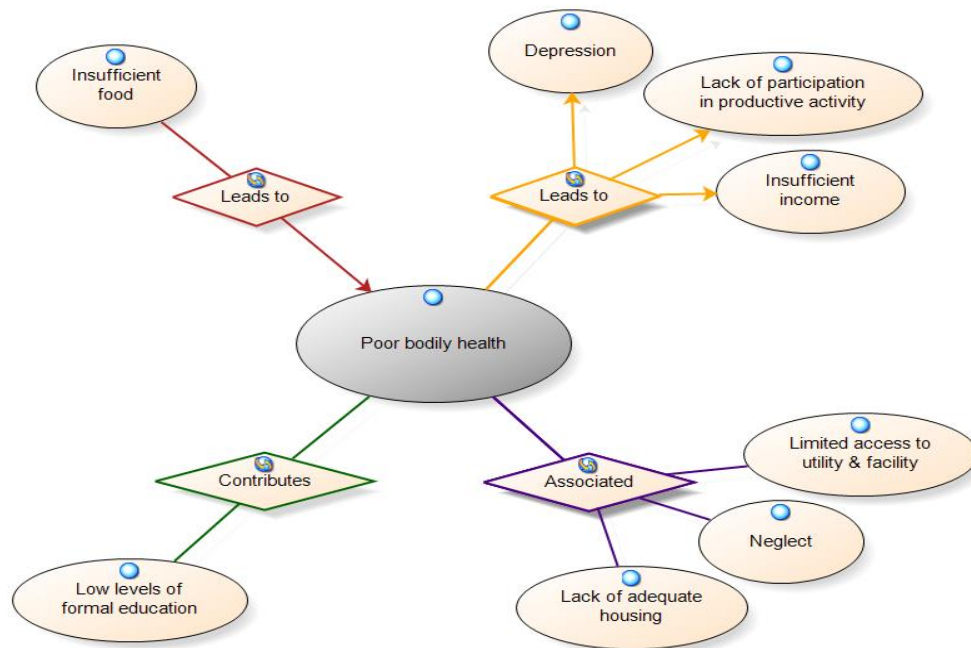 Insufficient
food
Depression
Lack of participation
in productive activity
Leads to
Leads to
Insufficient
income
Poor bodily health
Contributes
Associated
Limited access to
utility & facility
Neglect
Low levels of
formal education
Lack of adequate
housing